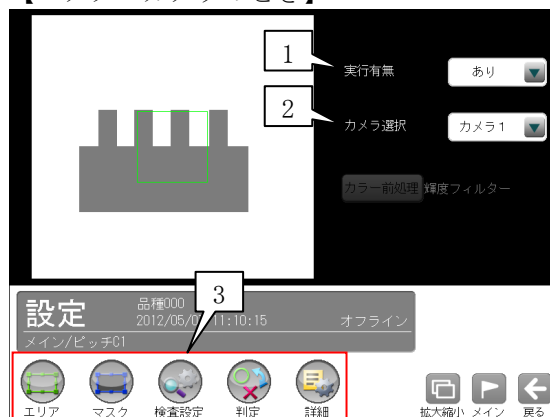 1
実行有無
あり
2
カメラ選択
カメラ1
カラー前処理
輝度フィルター
3
設定
品種000
11:10:15
オフライン
メイン/ピッチC1
エリア
マスク
検査設定
判定
詳細
拡大縮小
メイン
戻る